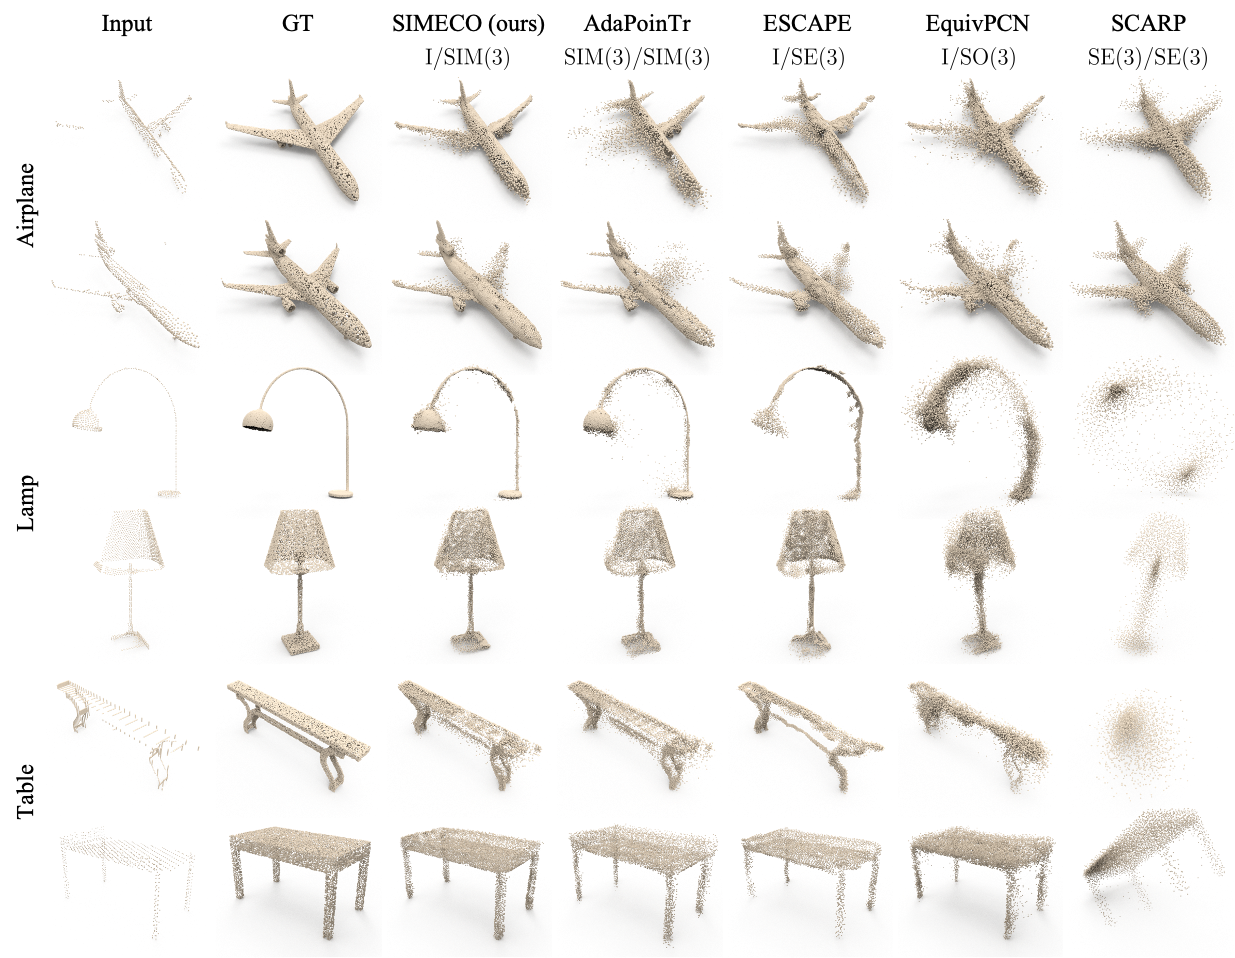 Input GT SIMECO (ours) AdaPoinTr ESCAPE EquivPCN SCARP
I/SIM(3) SIM(3)/SIM(3) I/SE(3) I/SO(3) SE(3)/SE(3)
Airplane
Lamp
Table